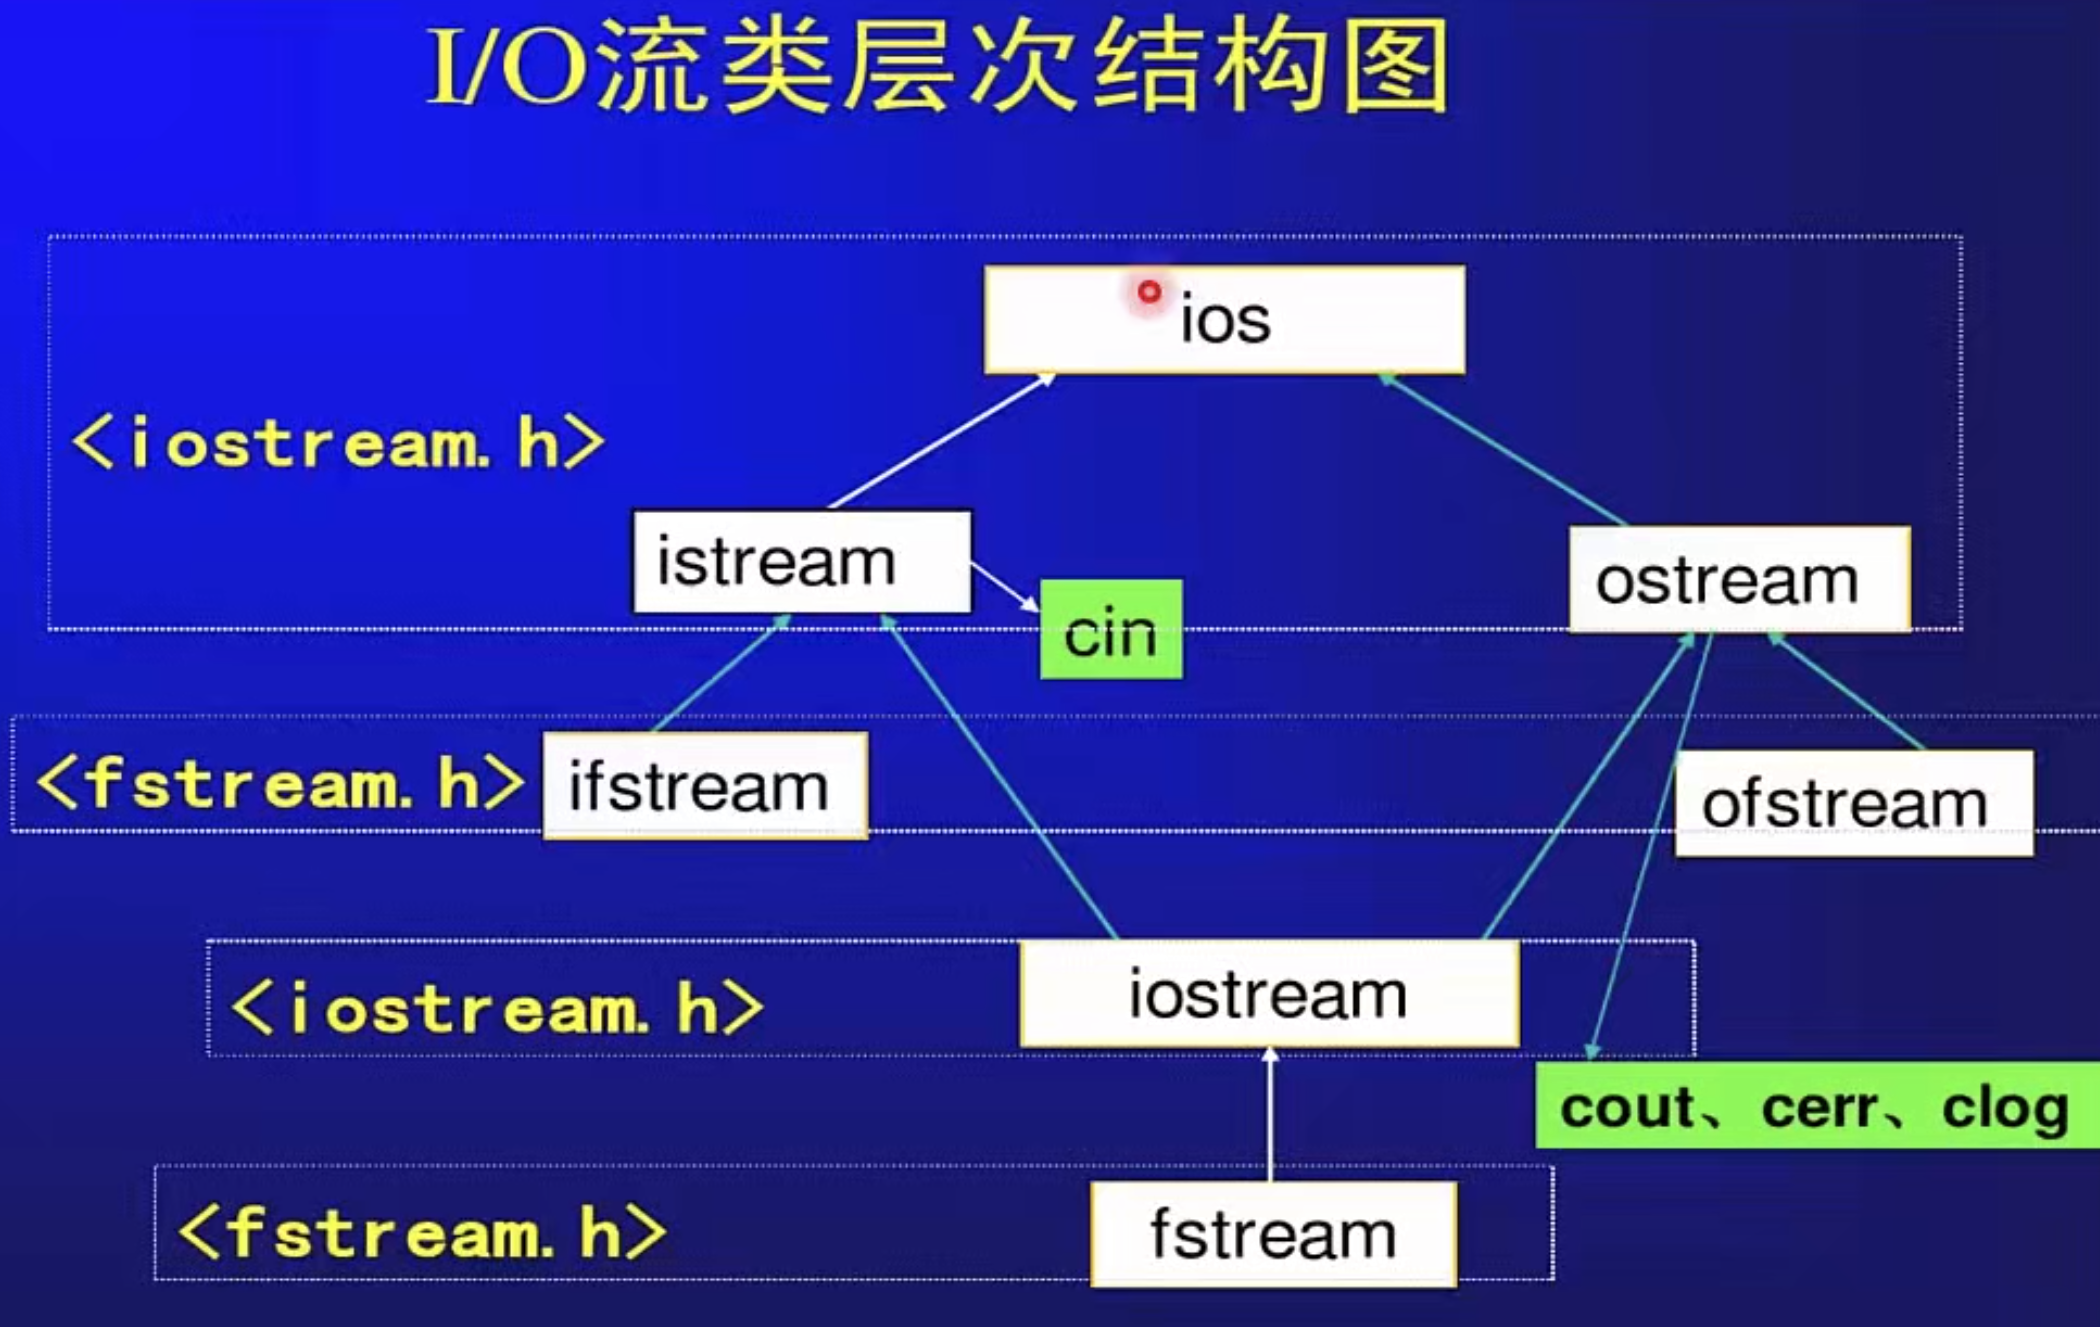 I/O流类层次结构图
ios
<iostream.h>
istream
ostream
cin
<fstream.h>
ifstream
ofstream
<iostream.h>
iostream
cout、cerr、clog
<fstream.h>
fstream